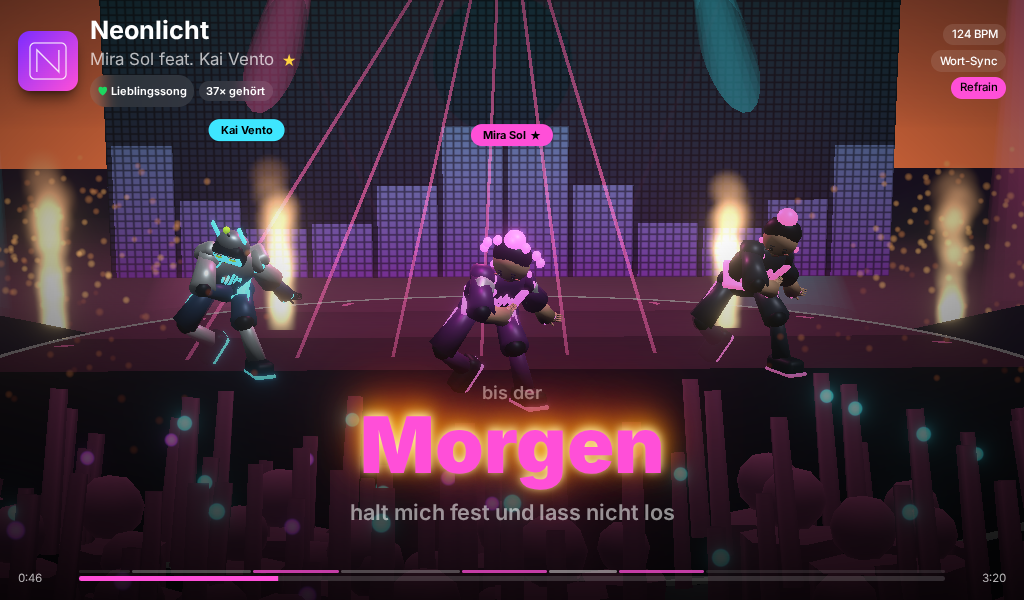 Neonlicht
Mira Sol feat. Kai Vento ★
Lieblingssong
37× gehört
124 BPM
Wort-Sync
Refrain
Kai Vento
Mira Sol ★
bis der
Morgen
halt mich fest und lass nicht los
0:46
3:20